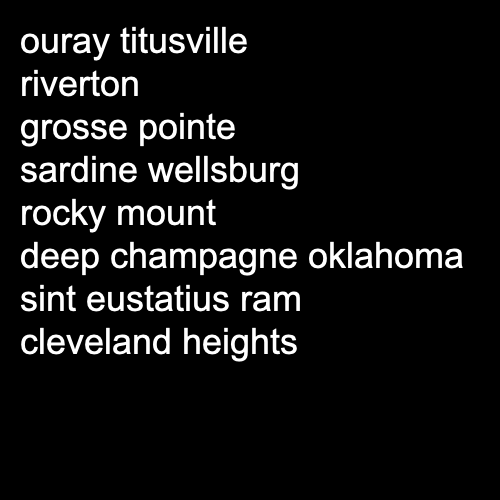 ouray titusville
riverton
grosse pointe
sardine wellsburg
rocky mount
deep champagne oklahoma
sint eustatius ram
cleveland heights